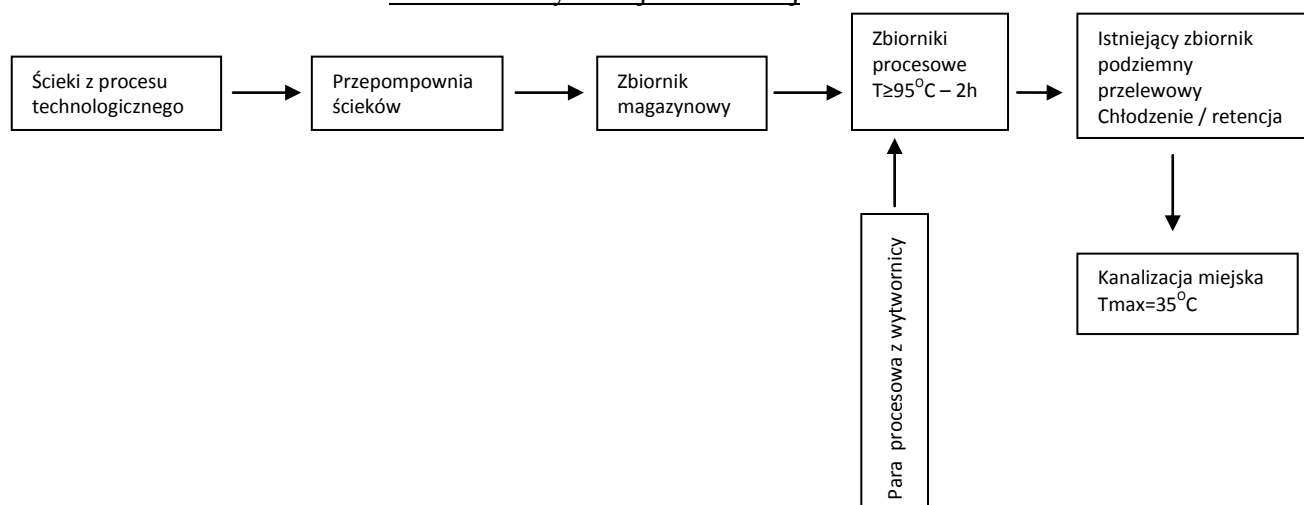 Ścieki z procesu
technologicznego
Przepompownia
ścieków
Zbiornik
magazynowy
Zbiorniki
procesowe
T≥95°C – 2h
Istniejący zbiornik
podziemny
przelewowy
Chłodzenie / retencja
Para procesowa z wytwornicy
Kanalizacja miejska
Tmax=35°C